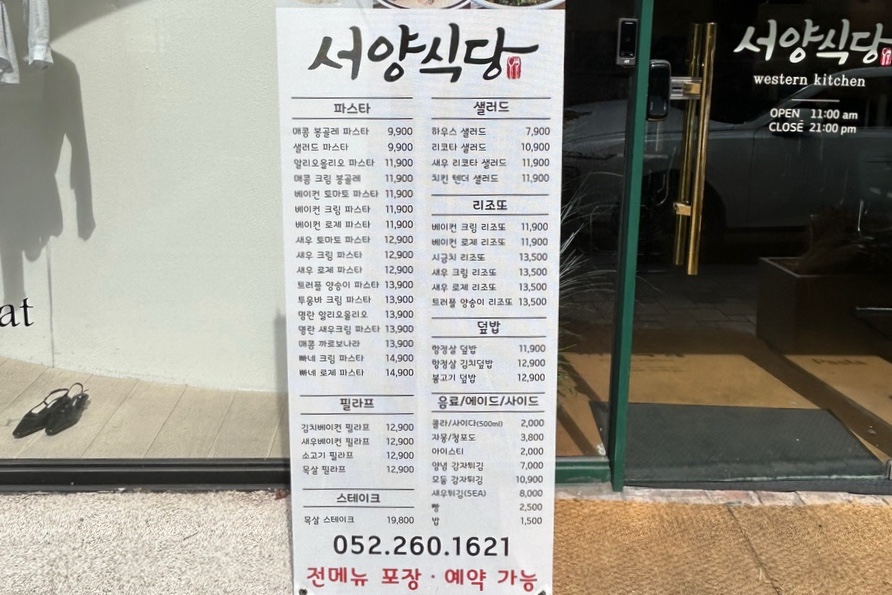 서양식당
파스타
매콤 봉골레 파스타 9,900
샐러드 파스타 9,900
알리오올리오 파스타 11,900
매콤 크림 봉골레 11,900
베이컨 토마토 파스타 11,900
베이컨 크림 파스타 11,900
베이컨 로제 파스타 11,900
새우 토마토 파스타 12,900
새우 크림 파스타 12,900
새우 로제 파스타 12,900
트러플 양송이 파스타 13,900
투움바 크림 파스타 13,900
명란 알리오올리오 13,900
명란 새우크림 파스타 13,900
매콤 까르보나라 13,900
빠네 크림 파스타 14,900
빠네 로제 파스타 14,900
필라프
김치베이컨 필라프 12,900
새우베이컨 필라프 12,900
소고기 필라프 12,900
목살 필라프 12,900
스테이크
목살 스테이크 19,800
샐러드
하우스 샐러드 7,900
리코타 샐러드 10,900
새우 리코타 샐러드 11,900
치킨 텐더 샐러드 11,900
리조또
베이컨 크림 리조또 11,900
베이컨 로제 리조또 11,900
시금치 리조또 13,500
새우 크림 리조또 13,500
새우 로제 리조또 13,500
트러플 양송이 리조또 13,500
덮밥
항정살 덮밥 11,900
항정살 김치덮밥 12,900
불고기 덮밥 12,900
음료/에이드/사이드
콜라/사이다(500ml) 2,000
자몽/청포도 3,800
아이스티 2,000
양념 감자튀김 7,000
모둠 감자튀김 10,900
새우튀김(5EA) 8,000
빵 2,500
밥 1,500
052.260.1621
전메뉴 포장 · 예약 가능
서양식당
western kitchen
OPEN 11:00 am
CLOSE 21:00 pm
at